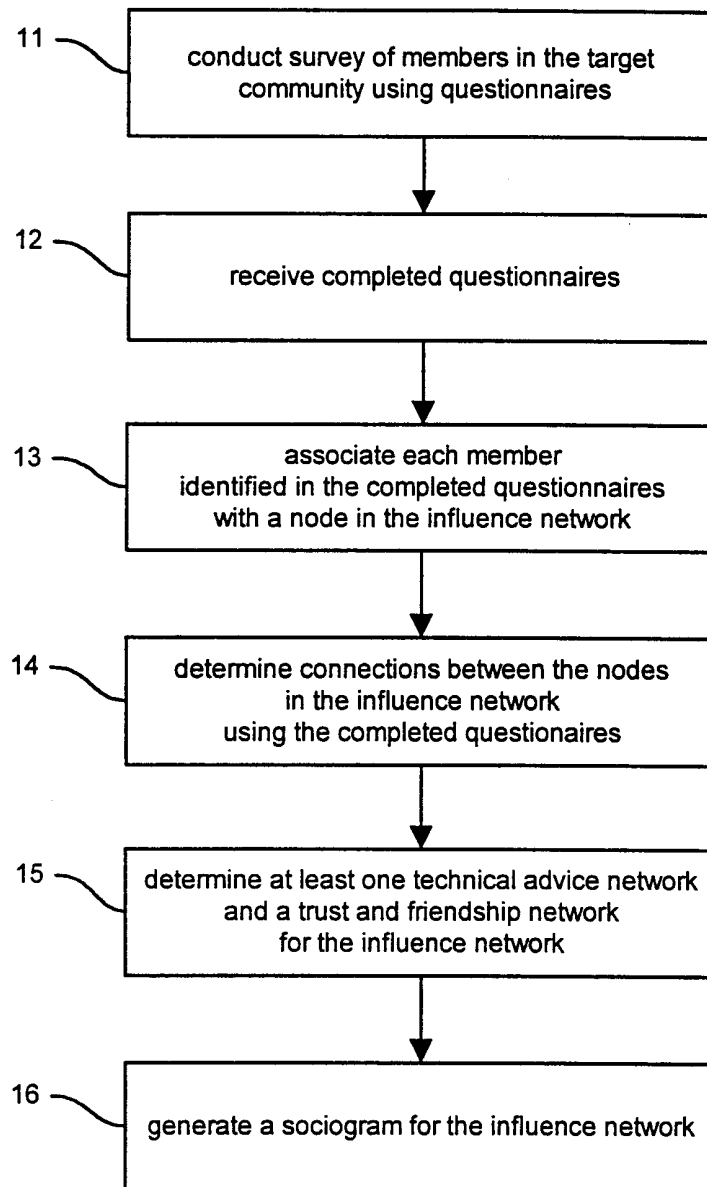 11
conduct survey of members in the target
community using questionnaires
12
receive completed questionnaires
13
associate each member
identified in the completed questionnaires
with a node in the influence network
14
determine connections between the nodes
in the influence network
using the completed questionaires
15
determine at least one technical advice network
and a trust and friendship network
for the influence network
16
generate a sociogram for the influence network